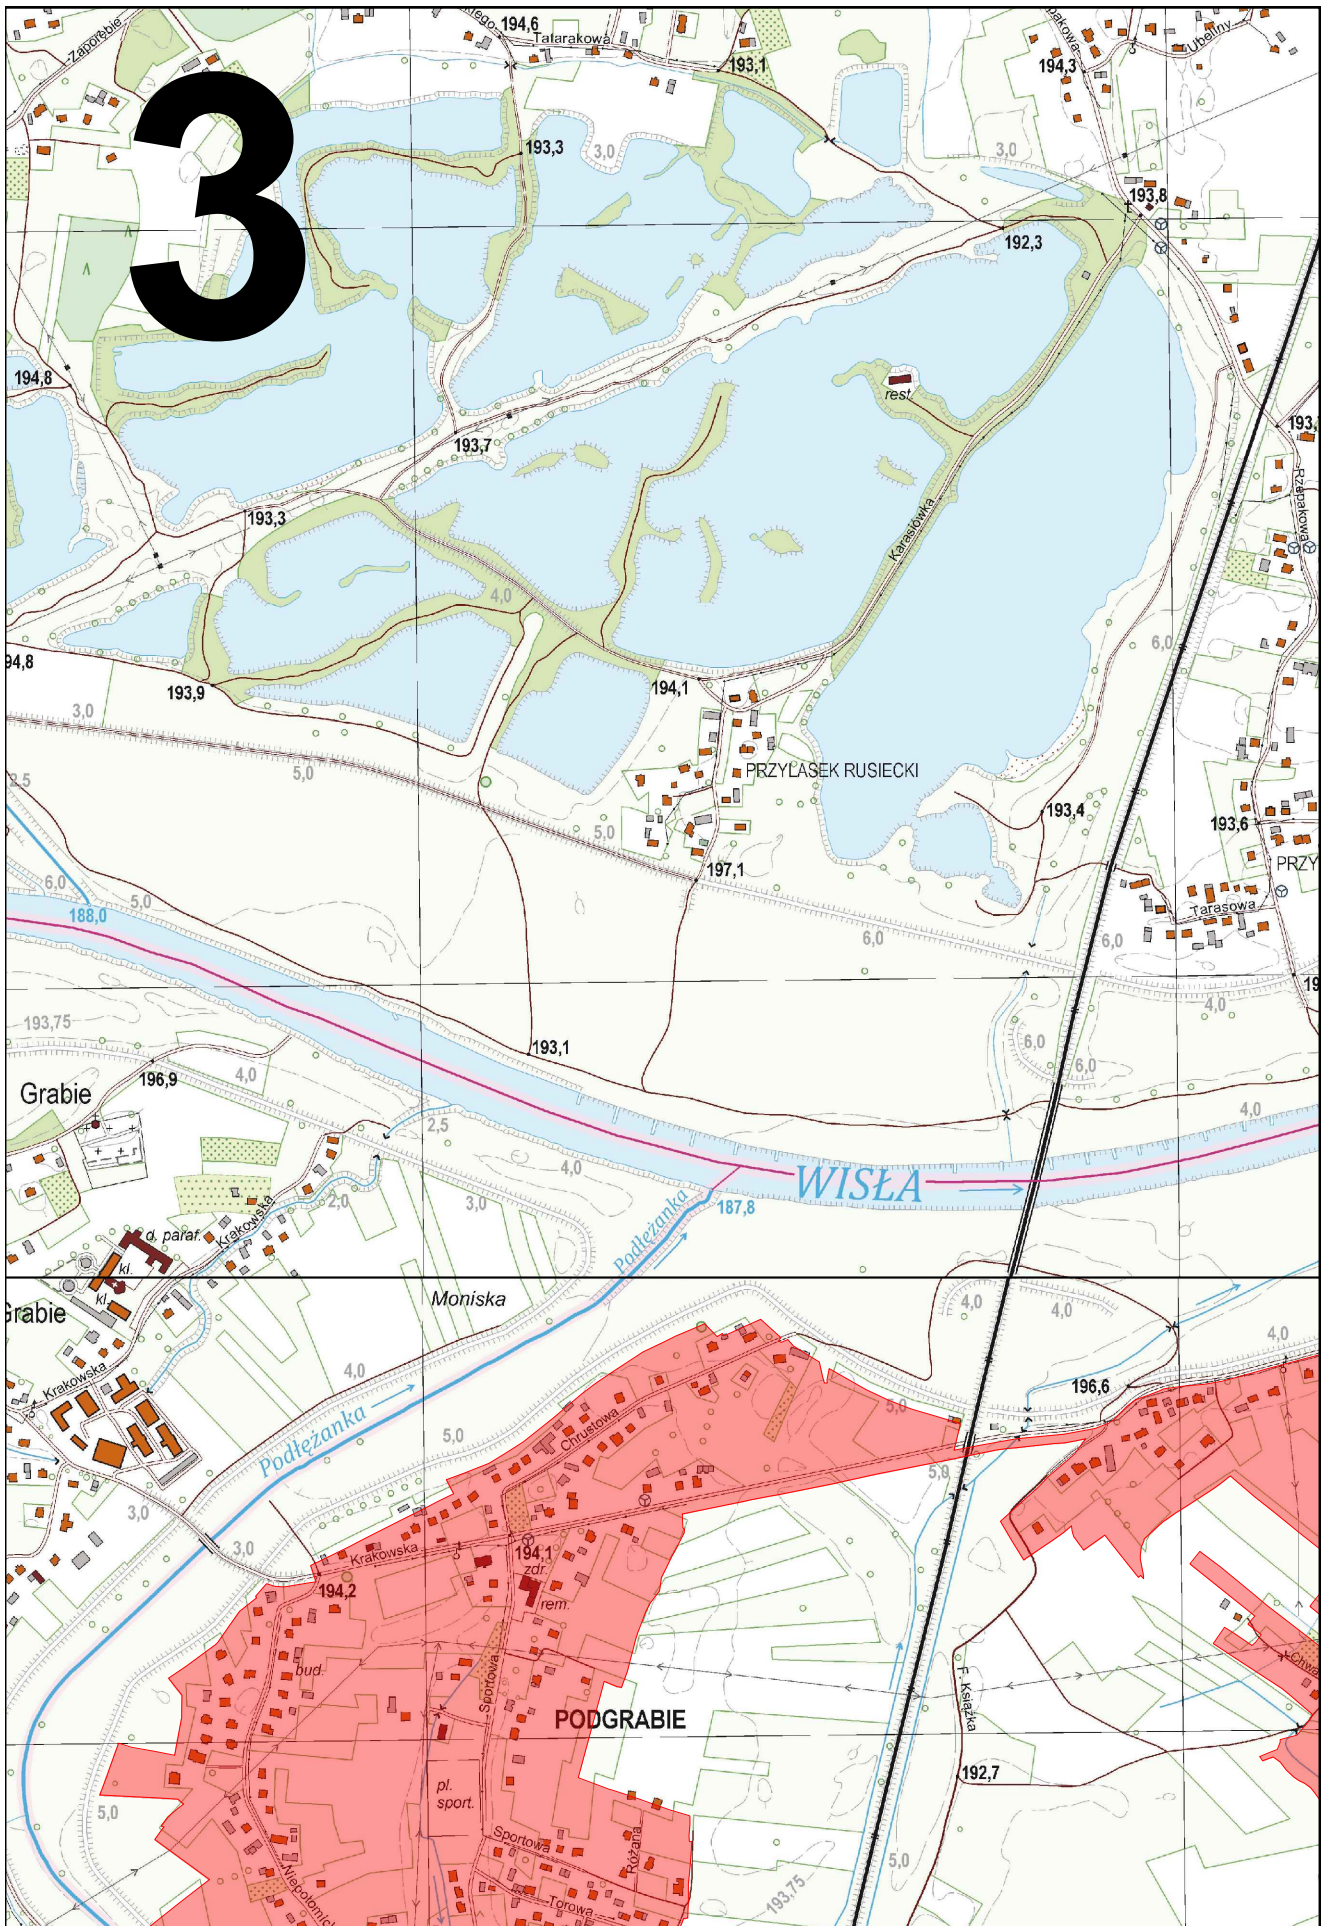 Zaporębie
194,6
Tatarakowa
193,1
194,3
3
193,3
3,0
3,0
193,8
192,3
194,8
rest.
193,7
Rzepakowa
193,3
Karasiówka
4,0
6,0
94,8
193,9
194,1
3,0
5,0
PRZYLASEK RUSIECKI
193,4
193,6
5,0
PRZY
197,1
6,0
5,0
188,0
Tarasowa
6,0
6,0
4,0
193,75
6,0
193,1
6,0
196,9
4,0
Grabie
2,5
4,0
4,0
WISŁA
2,0
3,0
187,8
Podłężanka
Krakowska
d. paraf.
kl.
kl.
Moniska
4,0
4,0
Grabie
4,0
Krakowska
4,0
196,6
5,0
Chrustowa
Podłężanka
5,0
5,0
3,0
3,0
Krakowska
194,1
zdr.
194,2
rem.
bud.
Sportowa
F. Książka
PODGRABIE
192,7
pl.
sport.
5,0
Sportowa
Różana
5,0
193,75
Torowa